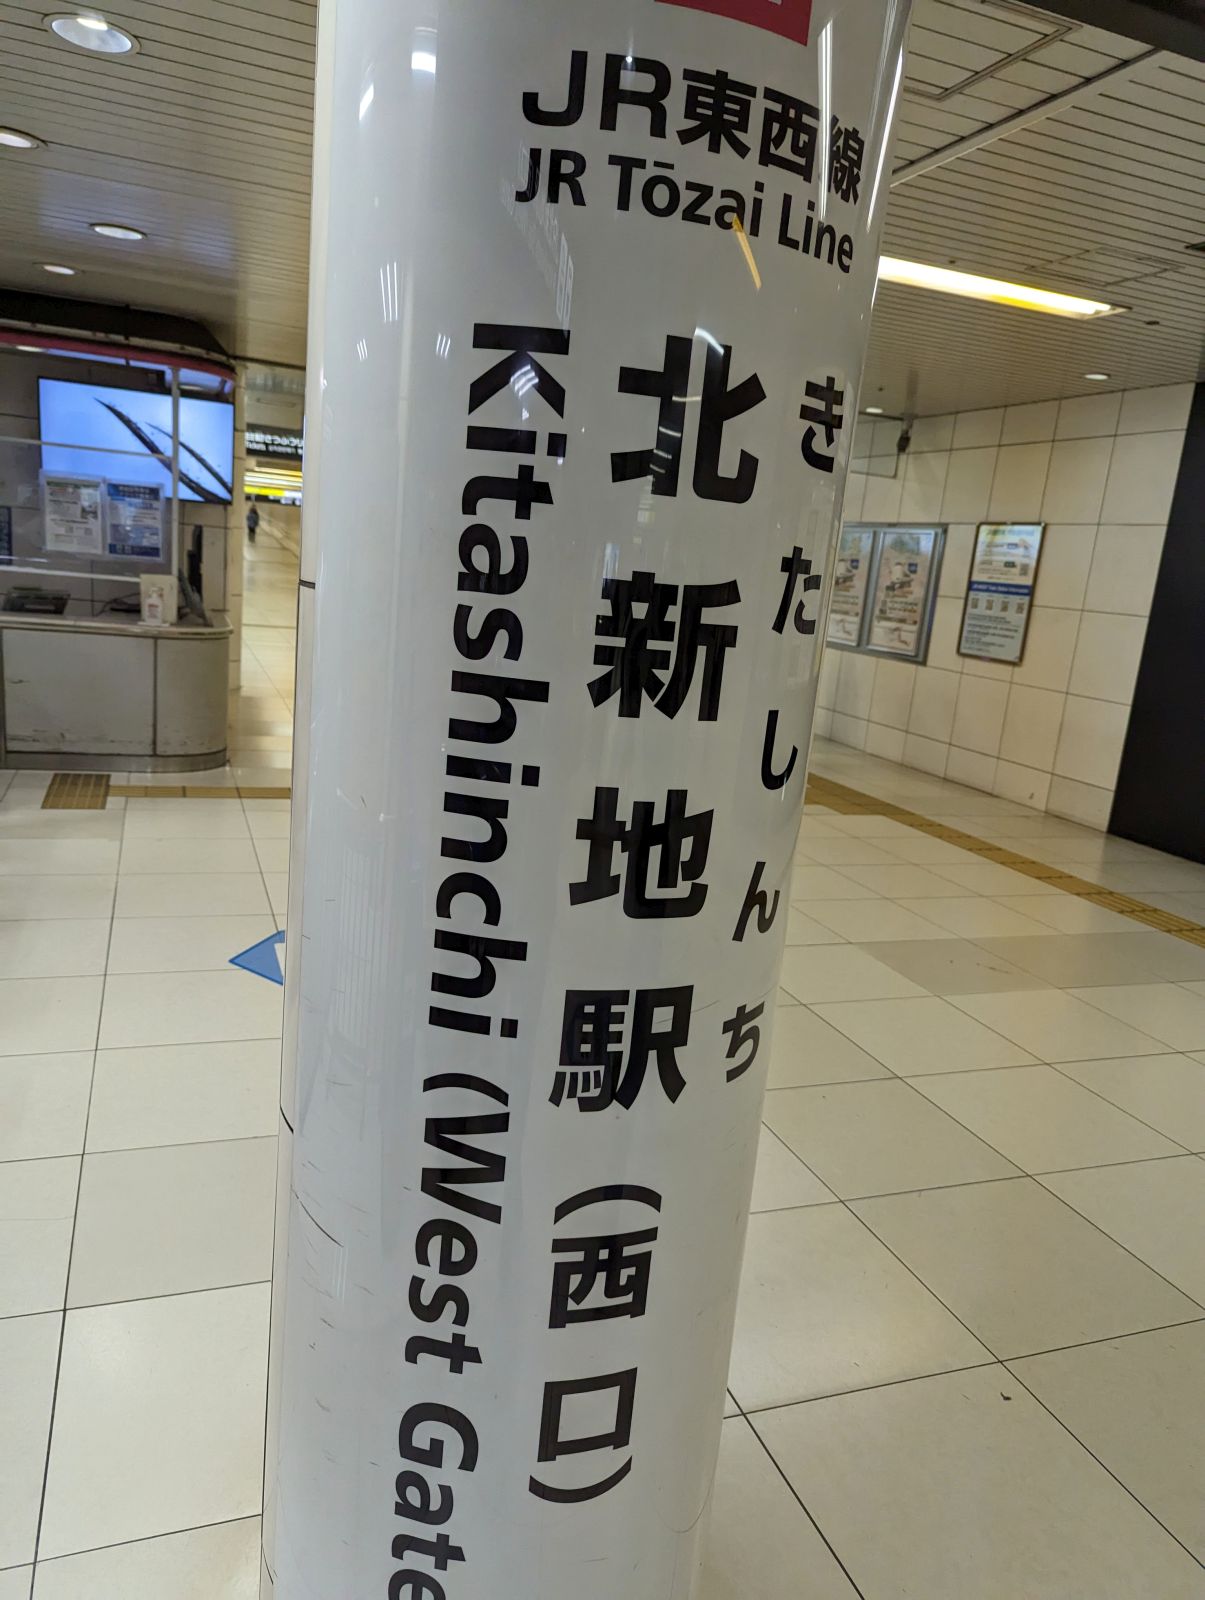 JR東西線
JR Tōzai Line
きたしんち
北新地駅（西口）
Kitashinchi (West Gate